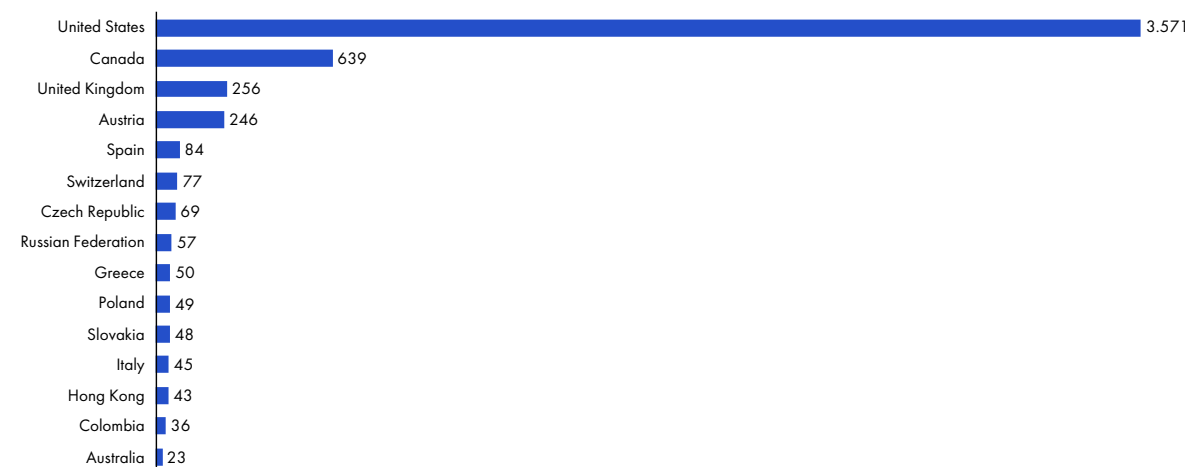 United States 3.571
Canada 639
United Kingdom 256
Austria 246
Spain 84
Switzerland 77
Czech Republic 69
Russian Federation 57
Greece 50
Poland 49
Slovakia 48
Italy 45
Hong Kong 43
Colombia 36
Australia 23